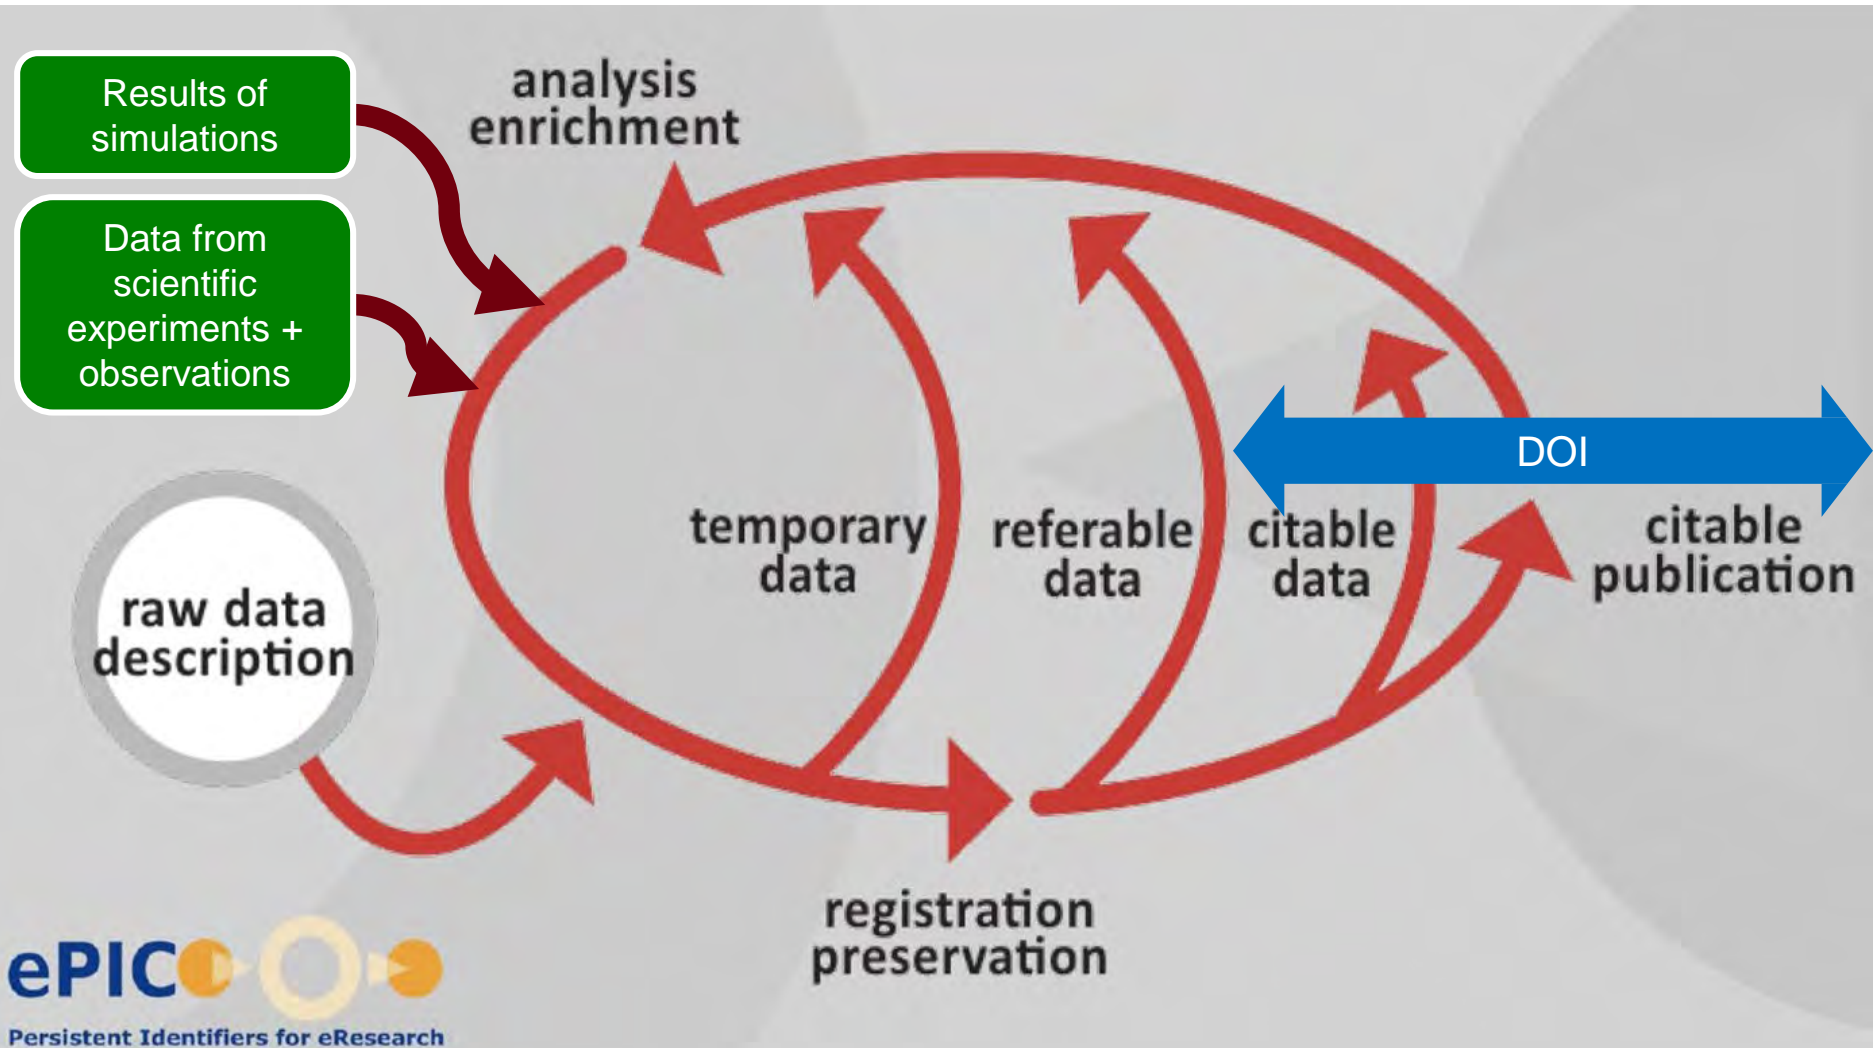 Results of
simulations
analysis
enrichment
Data from
scientific
experiments +
observations
DOI
temporary
data
referable
data
citable
data
citable
publication
raw data
description
registration
preservation
ePIC
Persistent Identifiers for eResearch